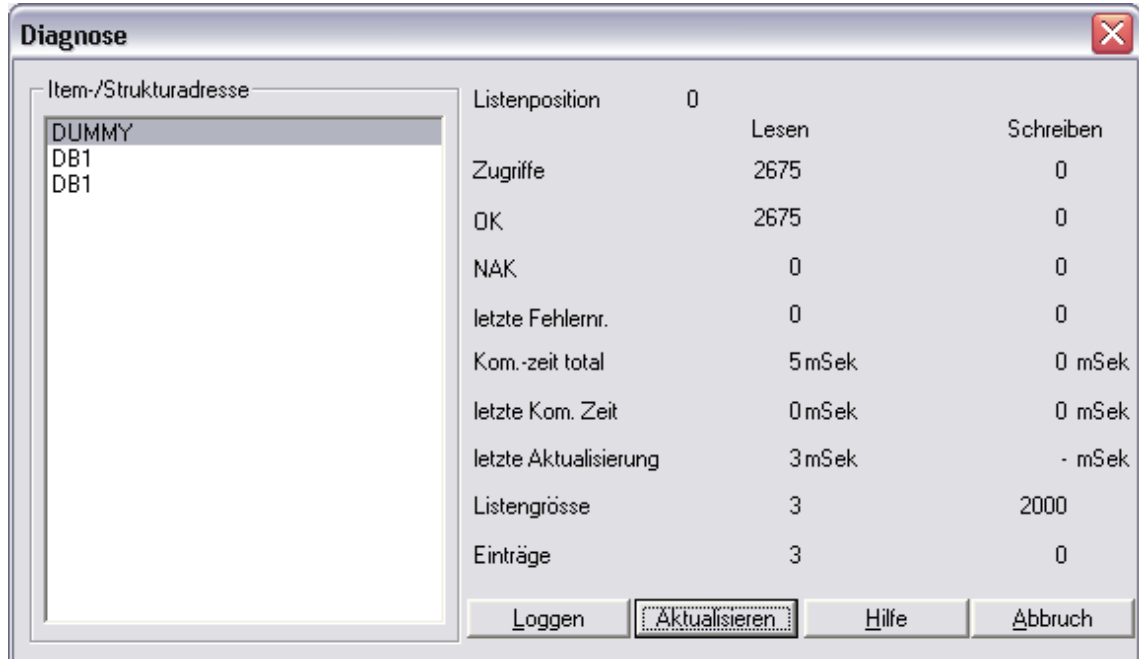 Diagnose
Item-/Strukturadresse
DUMMY
DB1
DB1
Listenposition 0
Lesen Schreiben
Zugriffe 2675 0
OK 2675 0
NAK 0 0
letzte Fehlernr. 0 0
Kom.-zeit total 5 mSek 0 mSek
letzte Kom. Zeit 0 mSek 0 mSek
letzte Aktualisierung 3 mSek - mSek
Listengrösse 3 2000
Einträge 3 0
Loggen Aktualisieren Hilfe Abbruch